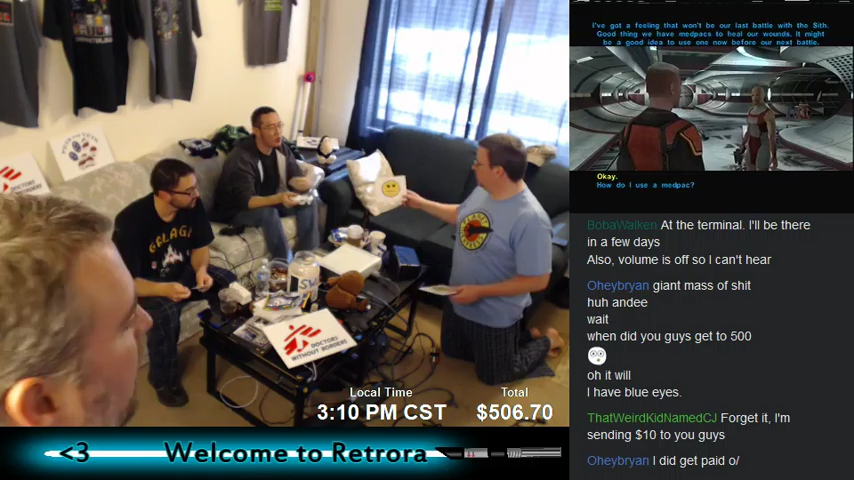 I've got a feeling that won't be our last battle with the Sith.
Good thing we have medpacs to heal our wounds. It might
be a good idea to use one now before our next battle.
Okay.
How do I use a medpac?
BobaWalken At the terminal. I'll be there
in a few days
Also, volume is off so I can't hear
Oheybryan giant mass of shit
huh andee
wait
when did you guys get to 500
oh it will
I have blue eyes.
ThatWeirdKidNamedCJ Forget it, I'm
sending $10 to you guys
Oheybryan I did get paid o/
DOCTORS
GALAGA
PLANET
EXPRESS
DOCTORS
WITHOUT BORDERS
Local Time
3:10 PM CST
Total
$506.70
<3 Welcome to Retrora